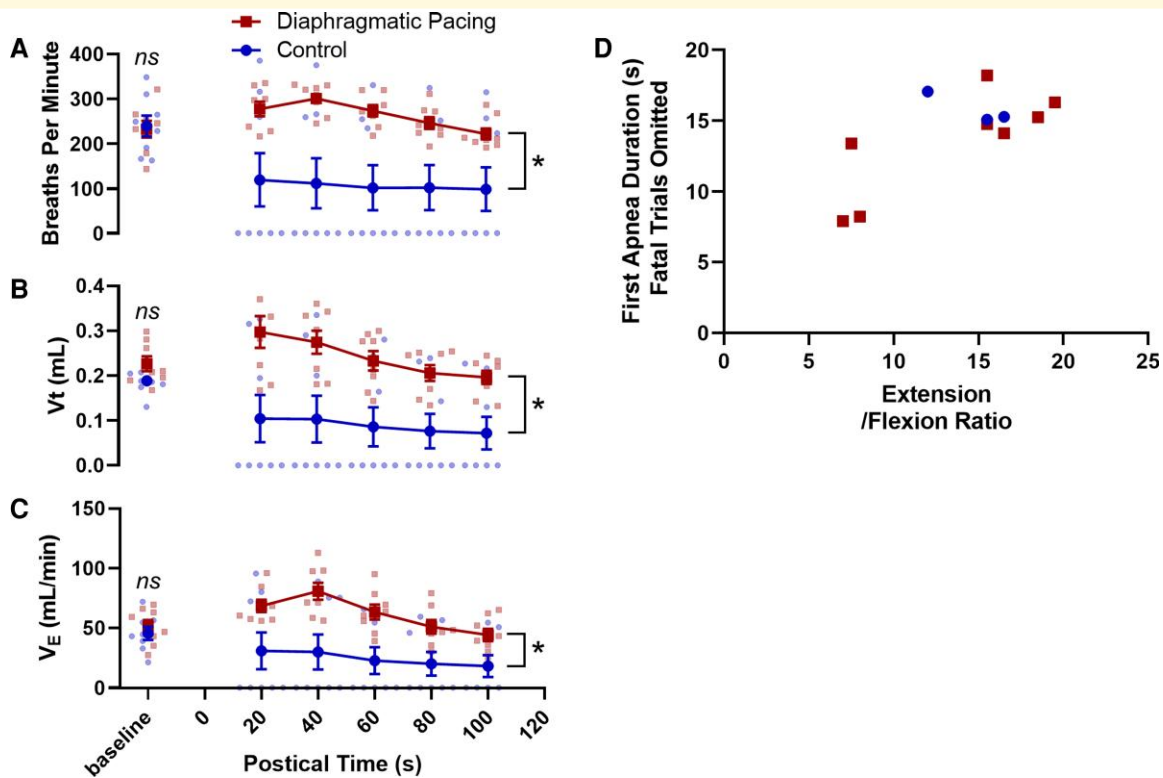 Diaphragmatic Pacing
Control
A
Breaths Per Minute
400
300
200
100
0
ns
*
B
Vt (mL)
0.4
0.3
0.2
0.1
0.0
ns
*
C
VE (mL/min)
150
100
50
0
ns
*
baseline
0
20
40
60
80
100
120
Postical Time (s)
D
First Apnea Duration (s)
Fatal Trials Omitted
20
15
10
5
0
0
5
10
15
20
25
Extension
/Flexion Ratio